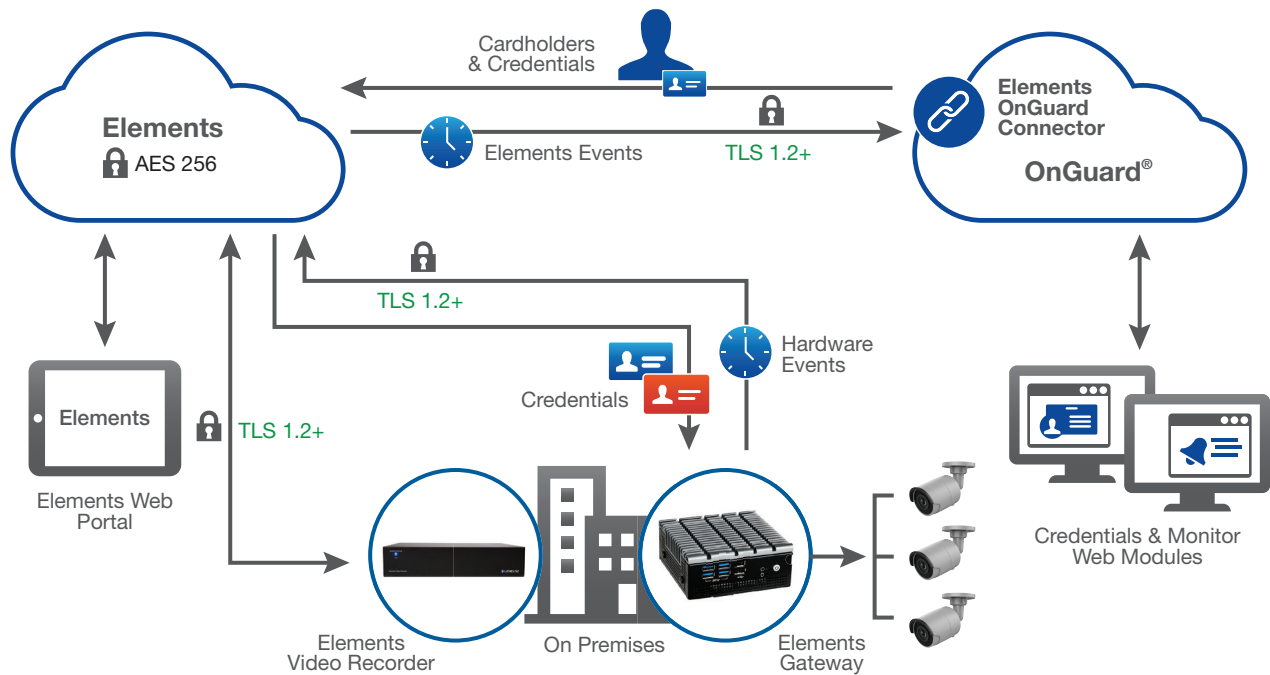 Cardholders
& Credentials
Elements
AES 256
Elements Events
TLS 1.2+
Elements
OnGuard
Connector
OnGuard®
TLS 1.2+
Hardware
Events
Credentials
Elements
TLS 1.2+
Elements Web
Portal
Credentials & Monitor
Web Modules
Elements
Video Recorder
On Premises
Elements
Gateway